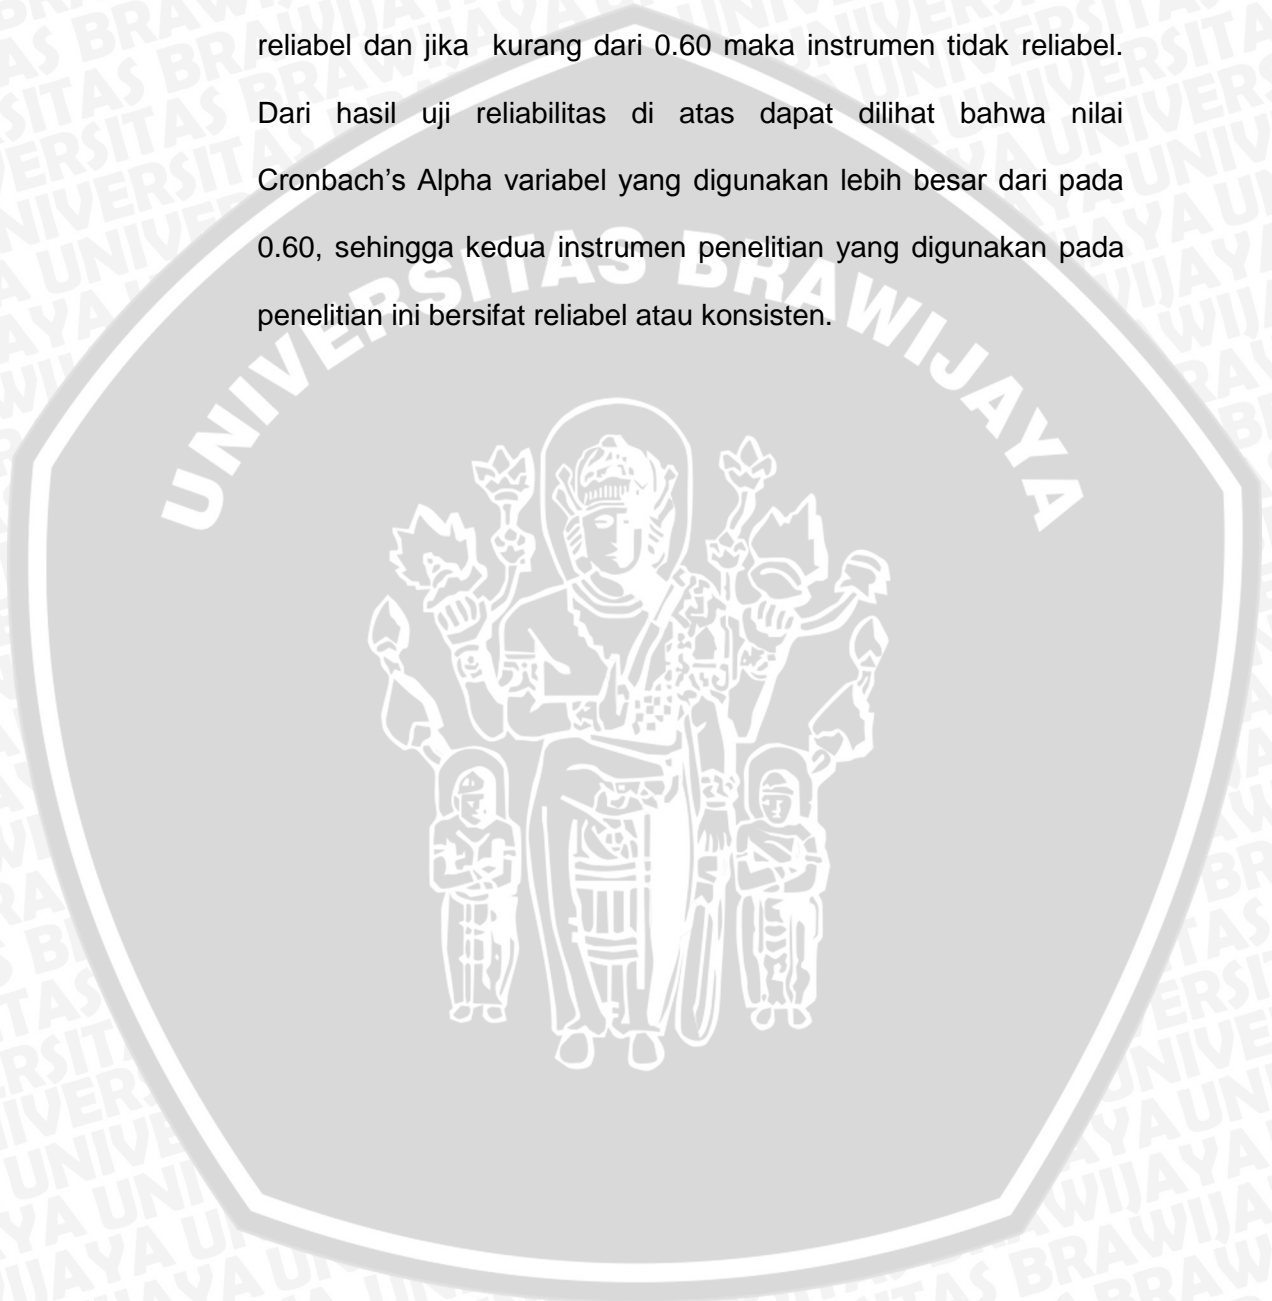 reliabel dan jika  kurang dari 0.60 maka instrumen tidak reliabel.
Dari hasil uji reliabilitas di atas dapat dilihat bahwa nilai
Cronbach’s Alpha variabel yang digunakan lebih besar dari pada
0.60, sehingga kedua instrumen penelitian yang digunakan pada
penelitian ini bersifat reliabel atau konsisten.
UNIVERSITAS BRAWIJAYA